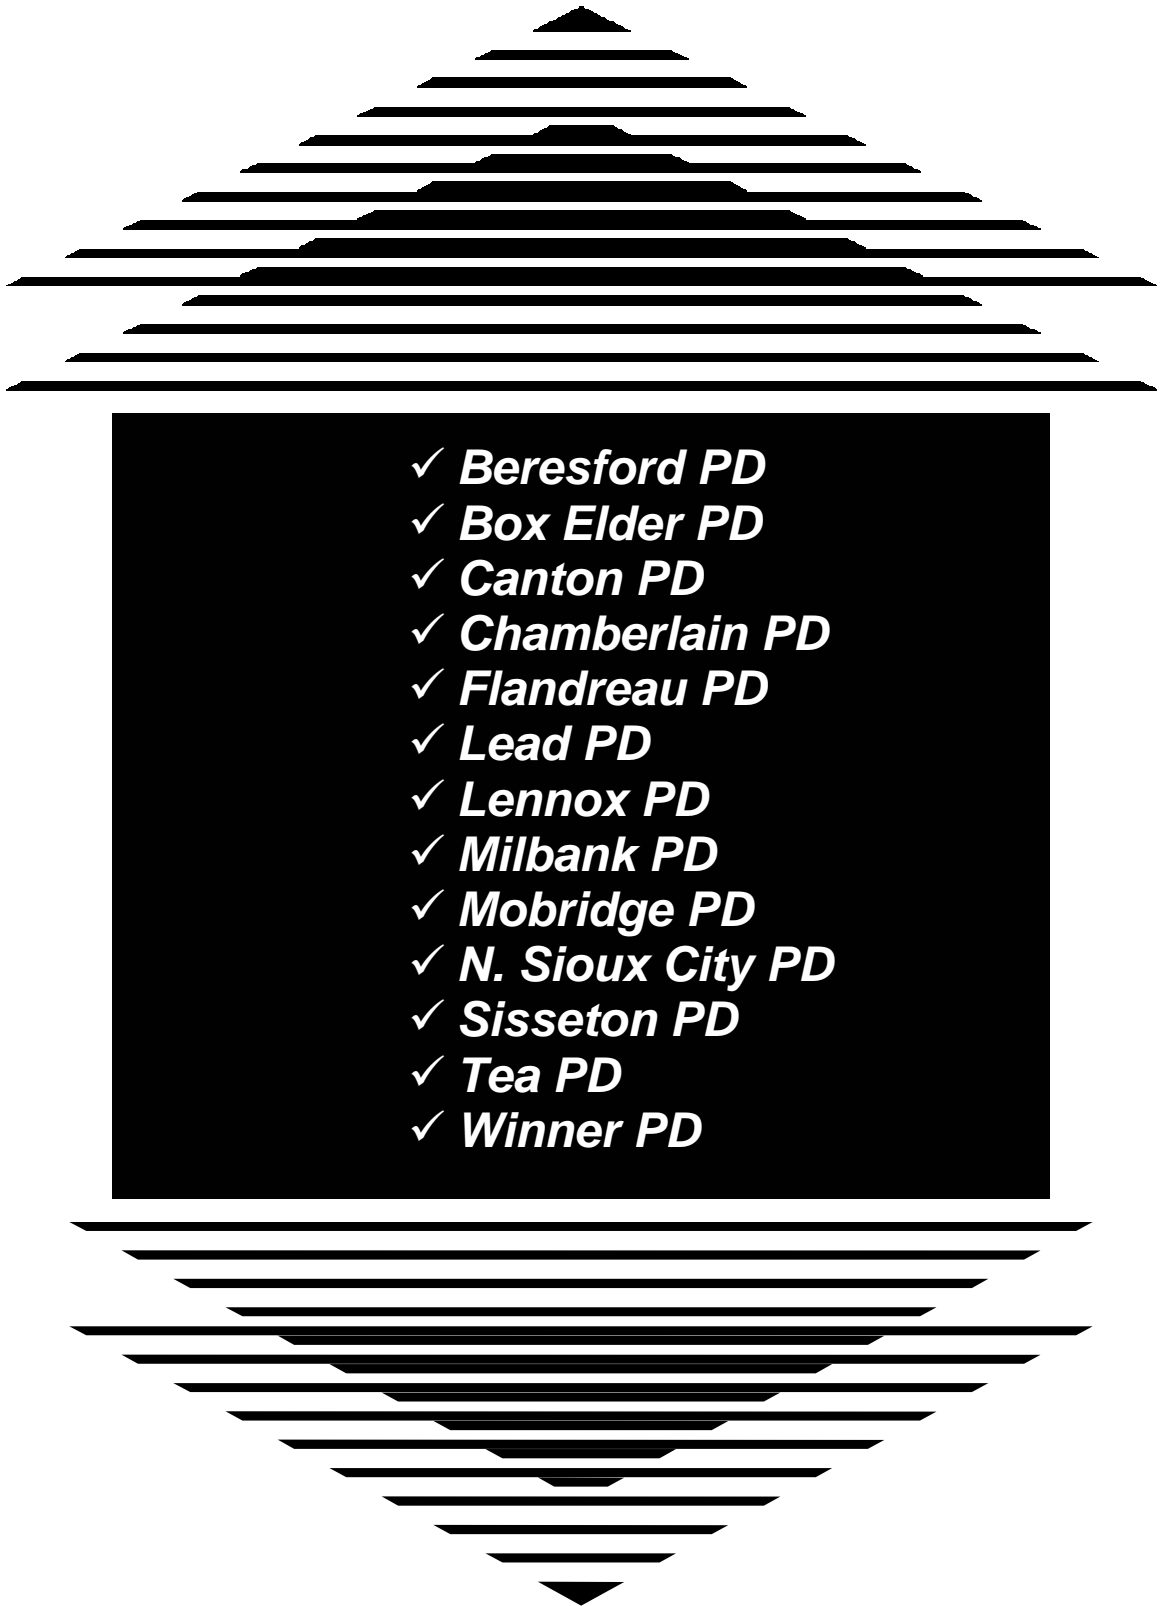 ✓ Beresford PD
✓ Box Elder PD
✓ Canton PD
✓ Chamberlain PD
✓ Flandreau PD
✓ Lead PD
✓ Lennox PD
✓ Milbank PD
✓ Mobridge PD
✓ N. Sioux City PD
✓ Sisseton PD
✓ Tea PD
✓ Winner PD